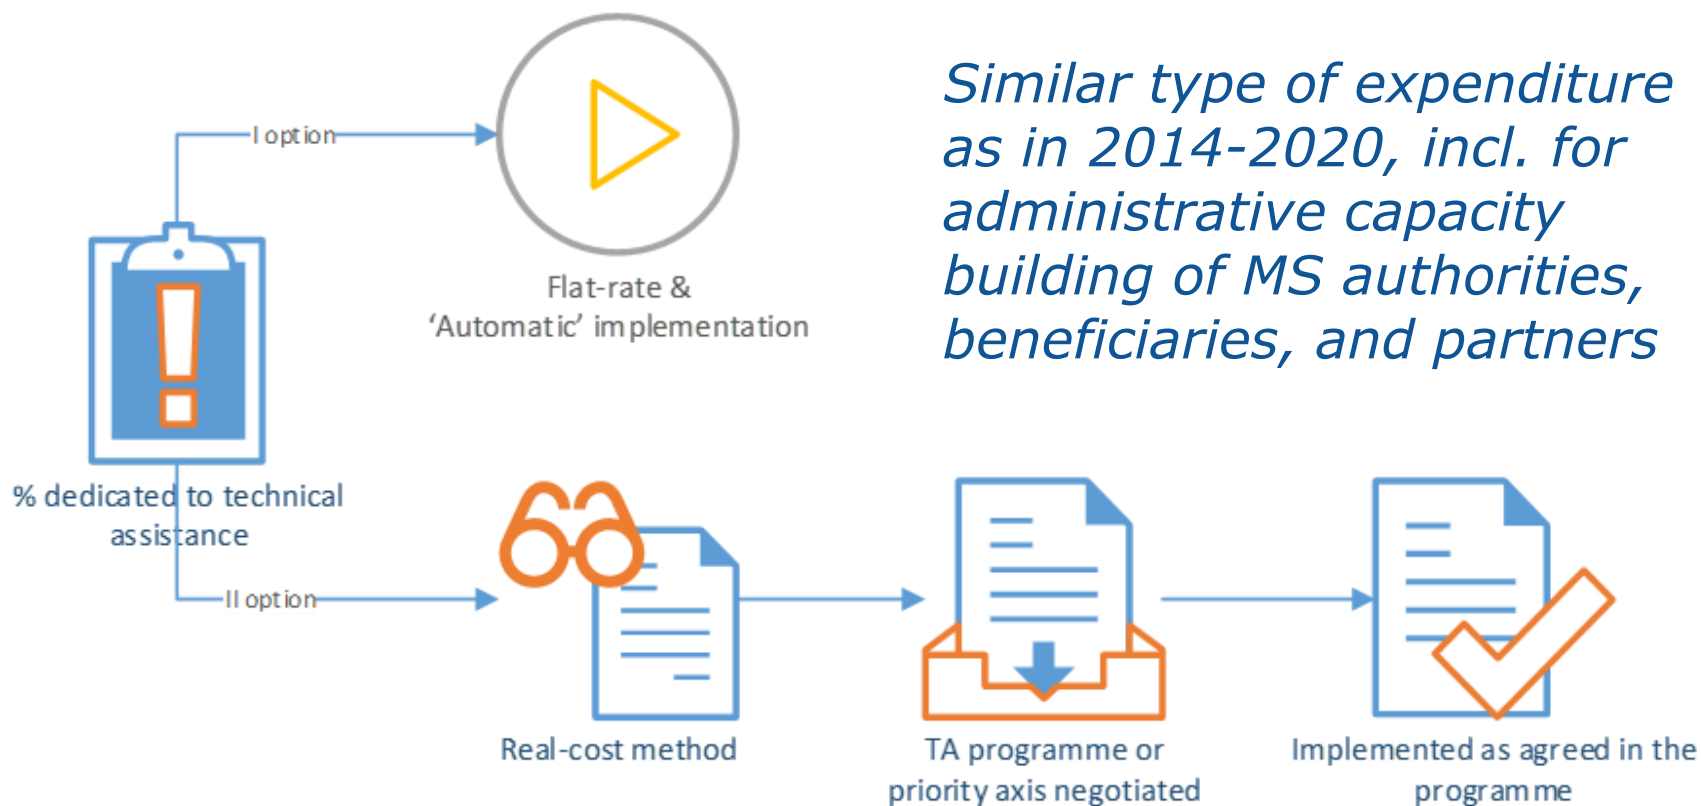 I option
Flat-rate &
‘Automatic’ implementation
Similar type of expenditure
as in 2014-2020, incl. for
administrative capacity
building of MS authorities,
beneficiaries, and partners
% dedicated to technical
assistance
II option
Real-cost method
TA programme or
priority axis negotiated
Implemented as agreed in the
programme